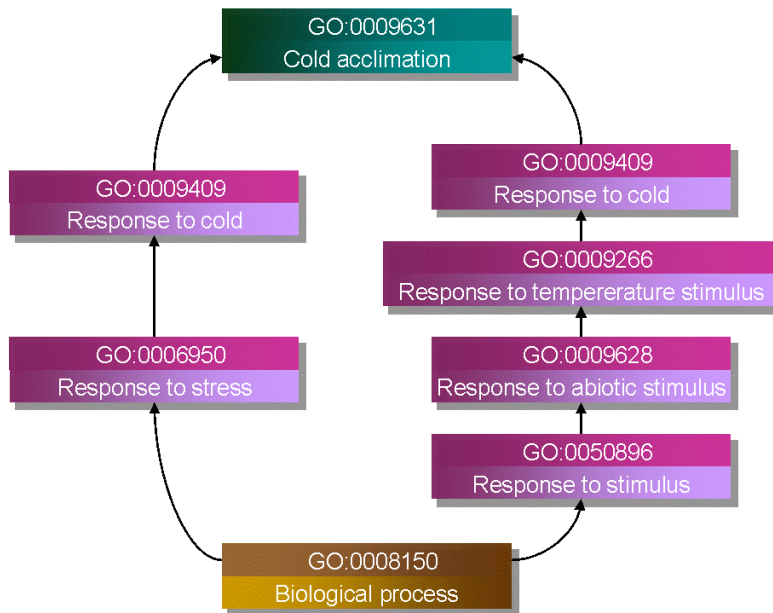 GO:0009631
Cold acclimation
GO:0009409
Response to cold
GO:0009409
Response to cold
GO:0009266
Response to tempererature stimulus
GO:0006950
Response to stress
GO:0009628
Response to abiotic stimulus
GO:0050896
Response to stimulus
GO:0008150
Biological process